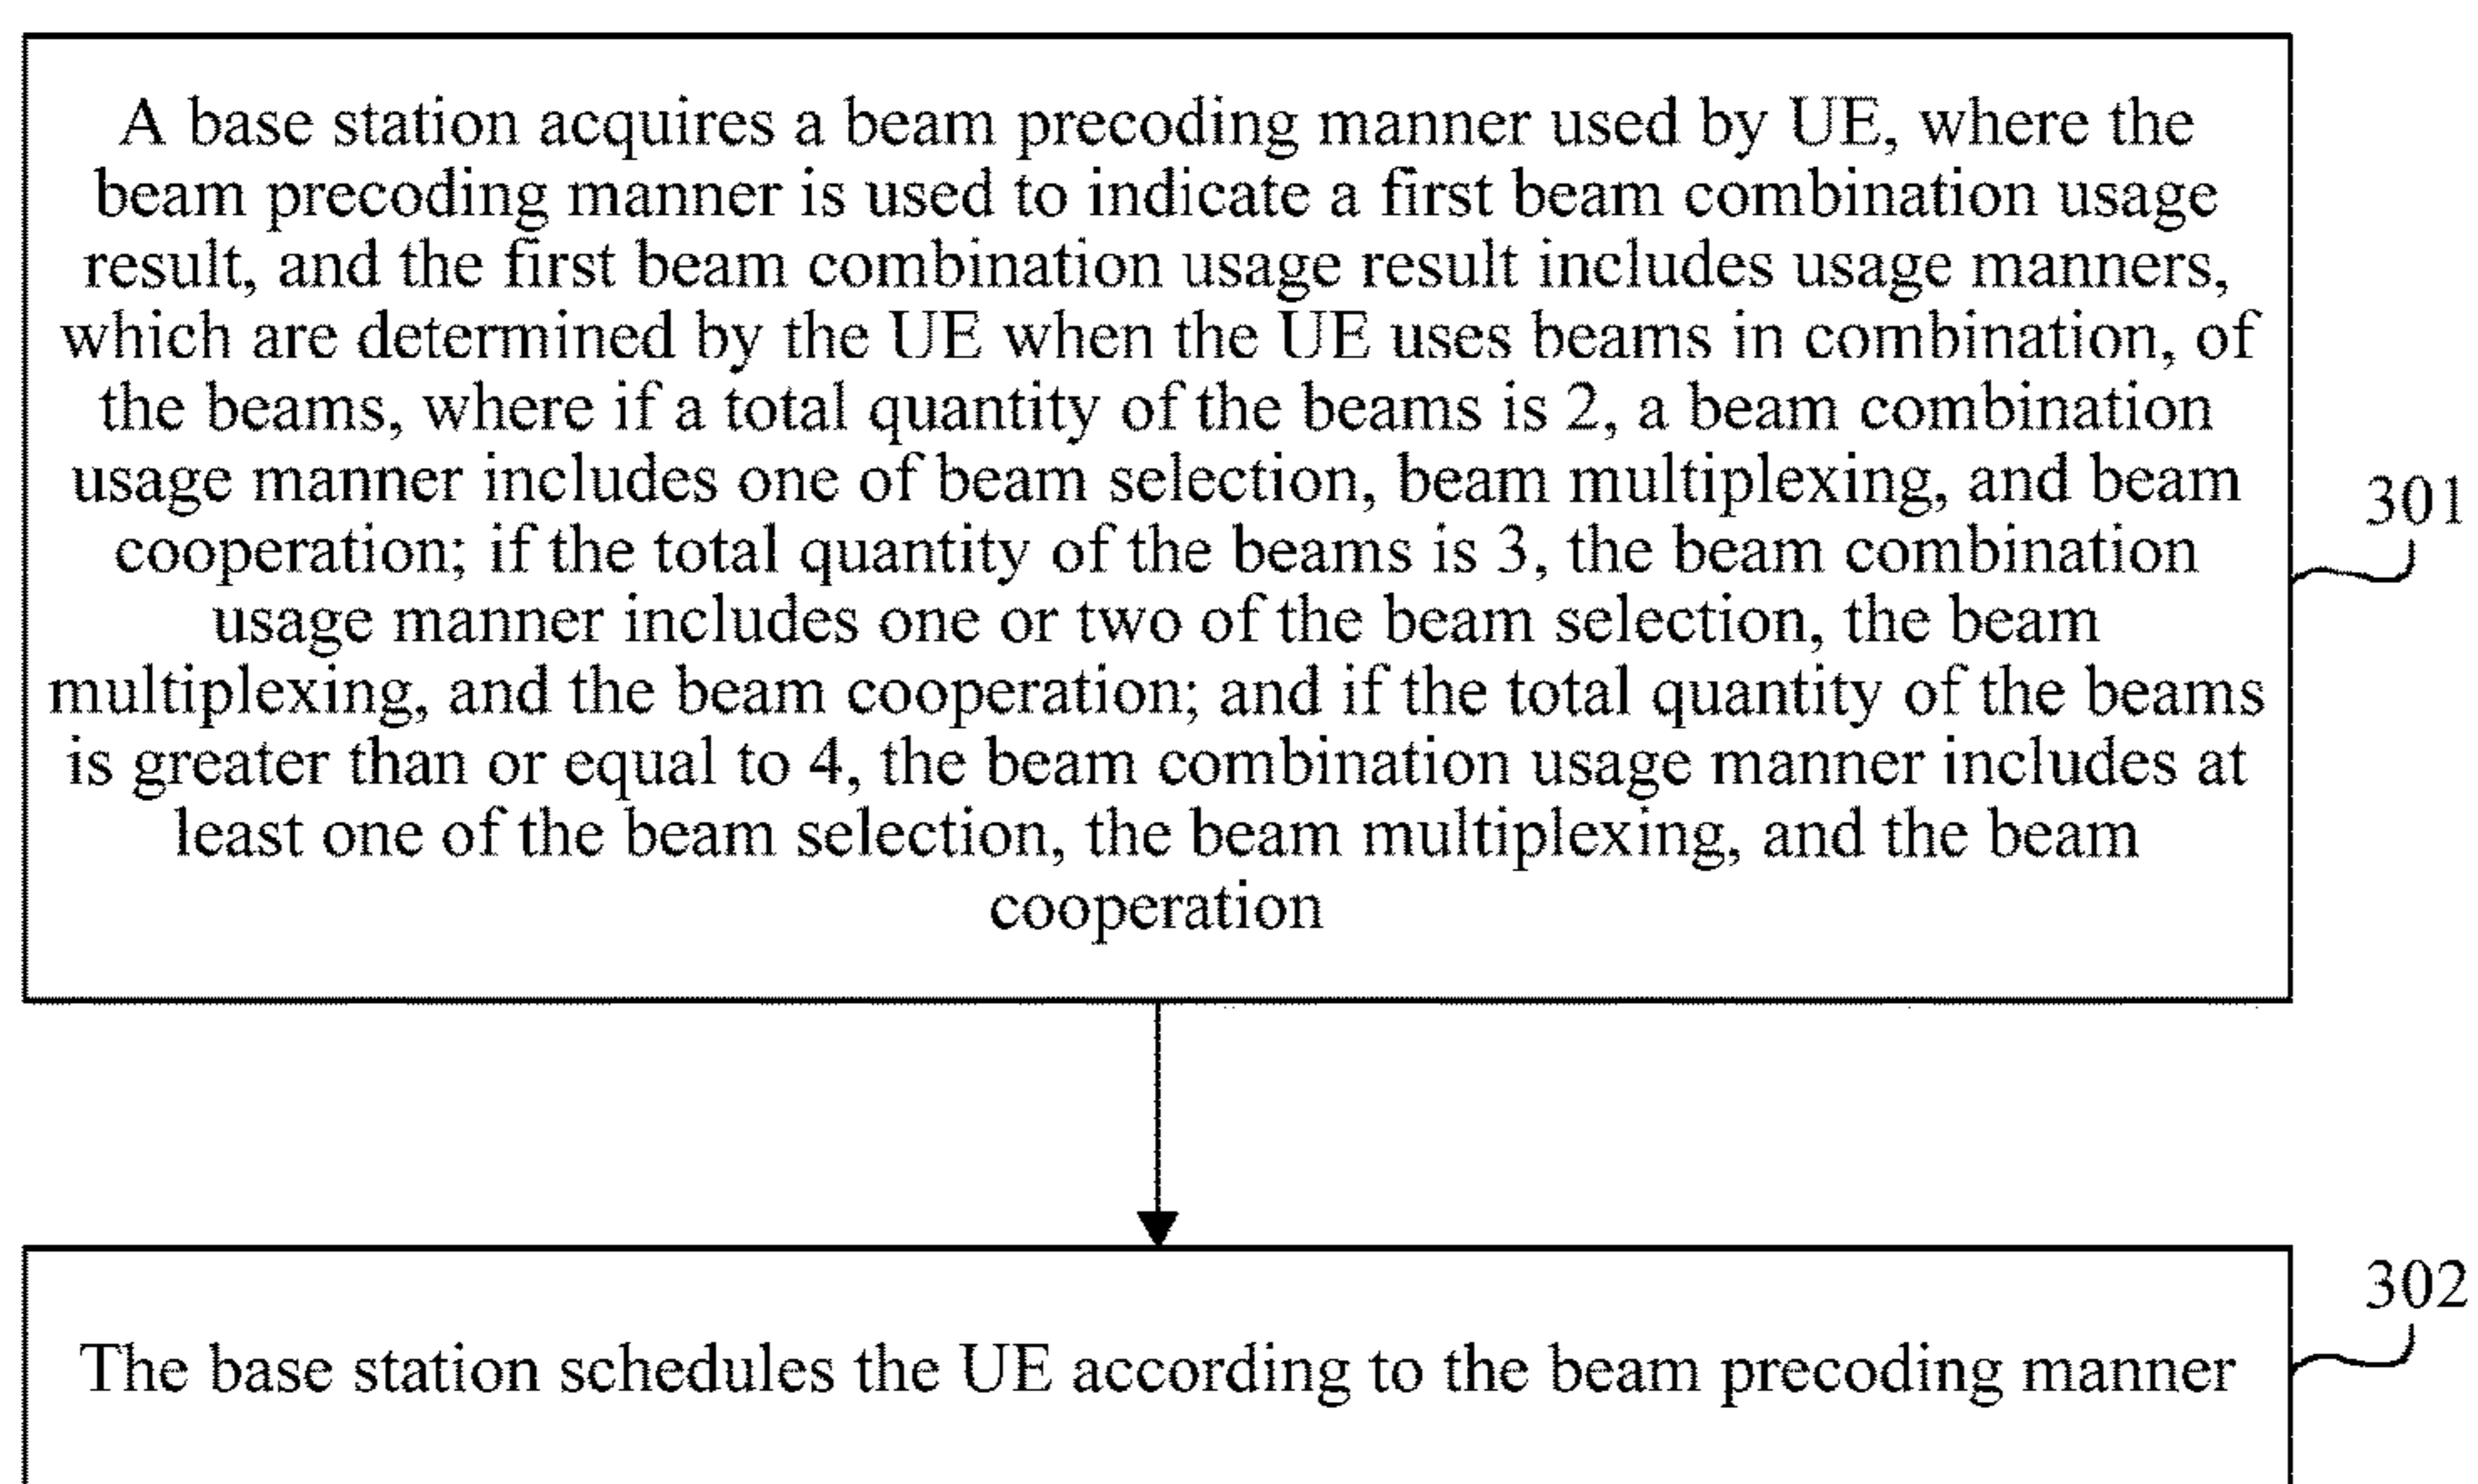 A base station acquires a beam precoding manner used by UE, where the
beam precoding manner is used to indicate a first beam combination usage
result, and the first beam combination usage result includes usage manners,
which are determined by the UE when the UE uses beams in combination, of
the beams, where if a total quantity of the beams is 2, a beam combination
usage manner includes one of beam selection, beam multiplexing, and beam
cooperation; if the total quantity of the beams is 3, the beam combination
usage manner includes one or two of the beam selection, the beam
multiplexing, and the beam cooperation; and if the total quantity of the beams
is greater than or equal to 4, the beam combination usage manner includes at
least one of the beam selection, the beam multiplexing, and the beam
cooperation
301
302
The base station schedules the UE according to the beam precoding manner